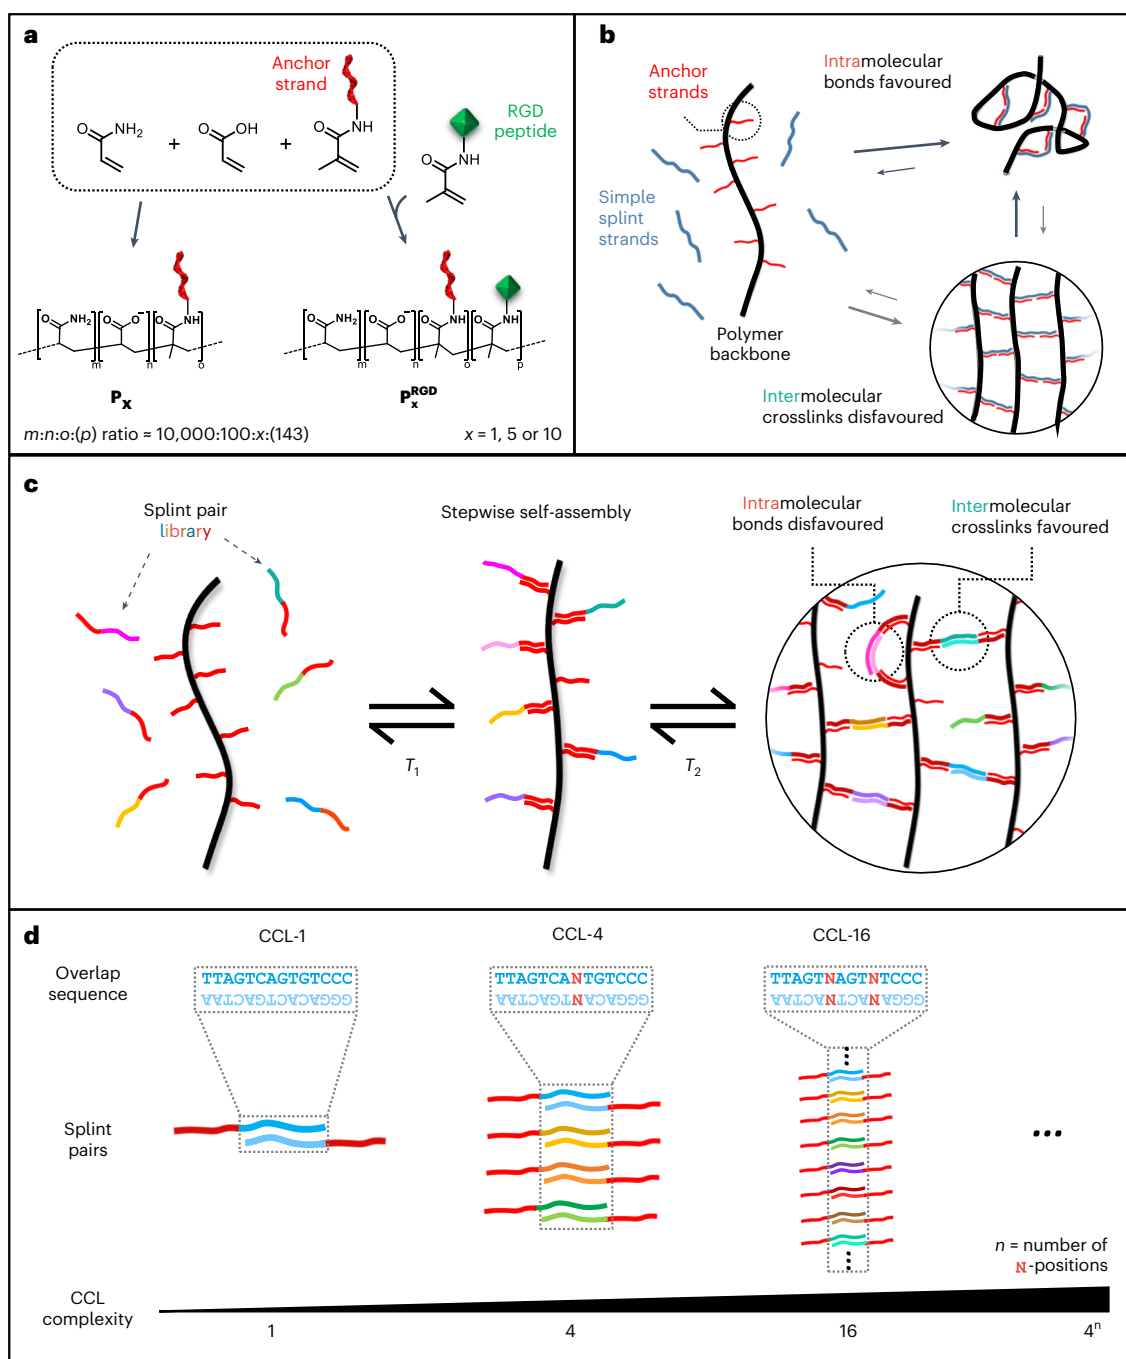 a
Anchor
strand
RGD
peptide
O
NH2
+
O
OH
+
O
NH
O
NH
O
NH2
m
O
O−
n
O
NH
o
O
NH2
m
O
O−
n
O
NH
o
O
NH
p
Px
PxRGD
m:n:o:(p) ratio ≈ 10,000:100:x:(143)
x = 1, 5 or 10
b
Anchor
strands
Simple
splint
strands
Polymer
backbone
Intramolecular
bonds favoured
Intermolecular
crosslinks disfavoured
c
Splint pair
library
Stepwise self-assembly
Intramolecular
bonds disfavoured
Intermolecular
crosslinks favoured
T1
T2
d
CCL-1
CCL-4
CCL-16
Overlap
sequence
TTAGTCAGTGTCCC
AATCAGTCACAGGG
TTAGTCANTGTCCC
AATCAGTNACAGGG
TTAGTNAGTNTCCC
AATCANTCANAGGG
Splint
pairs
...
n = number of
N-positions
CCL
complexity
1
4
16
4n